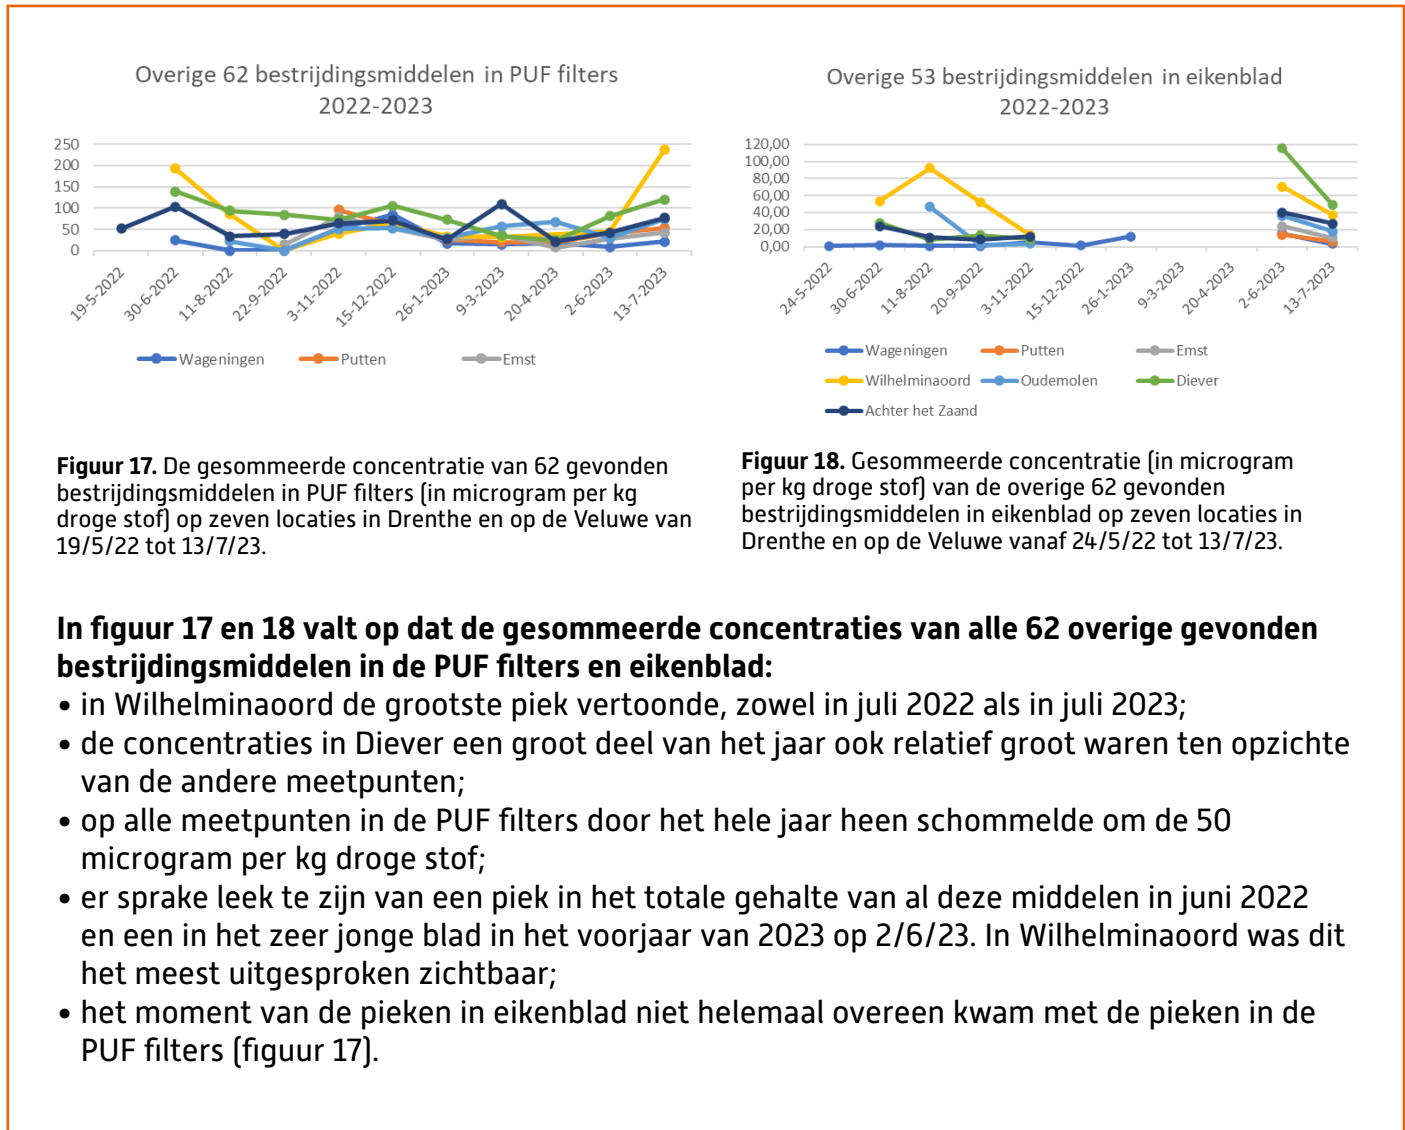 Overige 62 bestrijdingsmiddelen in PUF filters
2022-2023
250
200
150
100
50
0
19-5-2022
30-6-2022
11-8-2022
22-9-2022
3-11-2022
15-12-2022
26-1-2023
9-3-2023
20-4-2023
2-6-2023
13-7-2023
Wageningen
Putten
Emst
Overige 53 bestrijdingsmiddelen in eikenblad
2022-2023
120,00
100,00
80,00
60,00
40,00
20,00
0,00
24-5-2022
30-6-2022
11-8-2022
20-9-2022
3-11-2022
15-12-2022
26-1-2023
9-3-2023
20-4-2023
2-6-2023
13-7-2023
Wageningen
Putten
Emst
Wilhelminaoord
Oudemolen
Diever
Achter het Zaand
Figuur 17. De gesommeerde concentratie van 62 gevonden
bestrijdingsmiddelen in PUF filters (in microgram per kg
droge stof) op zeven locaties in Drenthe en op de Veluwe van
19/5/22 tot 13/7/23.
Figuur 18. Gesommeerde concentratie (in microgram
per kg droge stof) van de overige 62 gevonden
bestrijdingsmiddelen in eikenblad op zeven locaties in
Drenthe en op de Veluwe vanaf 24/5/22 tot 13/7/23.
In figuur 17 en 18 valt op dat de gesommeerde concentraties van alle 62 overige gevonden
bestrijdingsmiddelen in de PUF filters en eikenblad:
• in Wilhelminaoord de grootste piek vertoonde, zowel in juli 2022 als in juli 2023;
• de concentraties in Diever een groot deel van het jaar ook relatief groot waren ten opzichte
van de andere meetpunten;
• op alle meetpunten in de PUF filters door het hele jaar heen schommelde om de 50
microgram per kg droge stof;
• er sprake leek te zijn van een piek in het totale gehalte van al deze middelen in juni 2022
en een in het zeer jonge blad in het voorjaar van 2023 op 2/6/23. In Wilhelminaoord was dit
het meest uitgesproken zichtbaar;
• het moment van de pieken in eikenblad niet helemaal overeen kwam met de pieken in de
PUF filters (figuur 17).